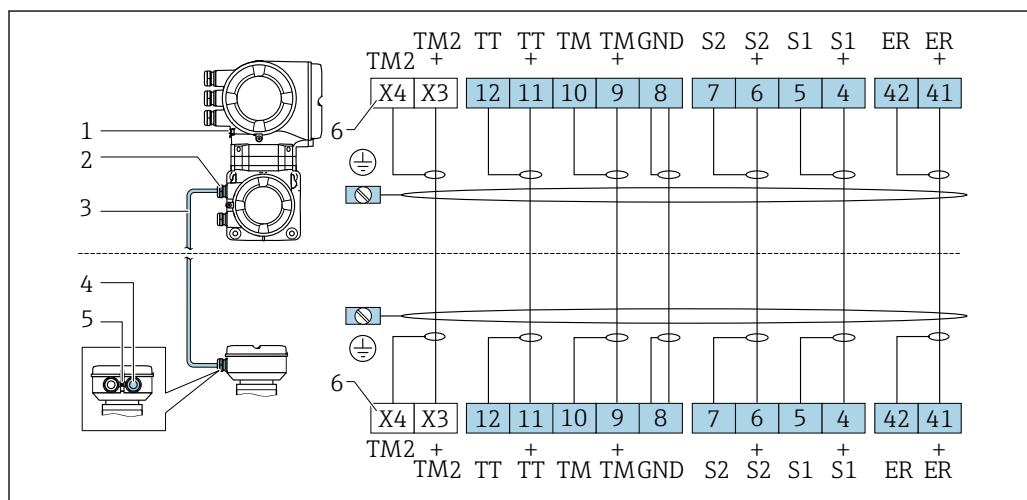 TM2 TM2 TT TT TM TM GND S2 S2 S1 S1 ER ER
+ + + + + +
X4 X3 12 11 10 9 8 7 6 5 4 42 41
6
1
2
3
4
5
6
X4 X3 12 11 10 9 8 7 6 5 4 42 41
+ + + + + +
TM2 TM2 TT TT TM TM GND S2 S2 S1 S1 ER ER